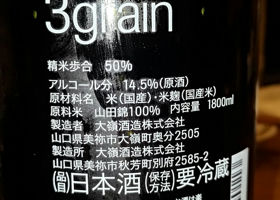 3grain
精米歩合 50%
アルコール分 14.5%(原酒)
原材料名 米(国産)・米麹(国産米)
原料米 山田錦100% 内容量 1800ml
製造者 大嶺酒造株式会社
山口県美祢市大嶺町奥分2505
製造所 大嶺酒造株式会社
山口県美祢市秋芳町別府2585-2
(品目)日本酒(保存方法)要冷蔵